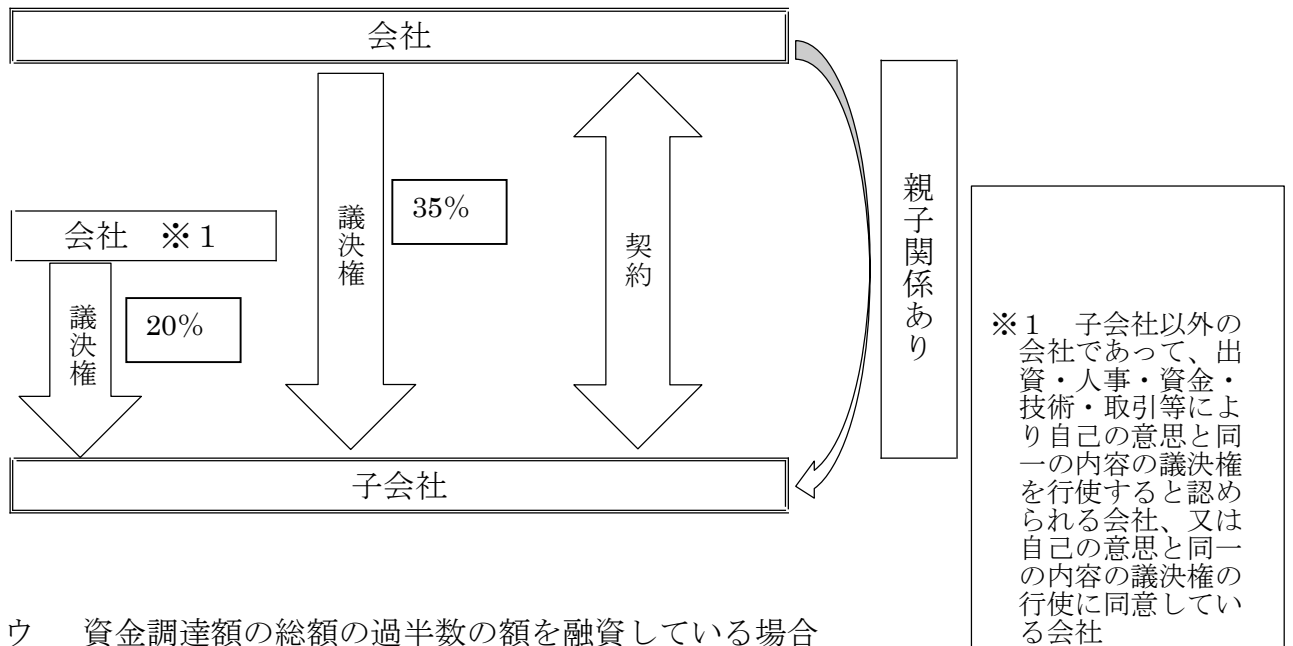 会社
議決権
35%
契約
親子関係あり
会社　※１
議決権
20%
子会社
※１　子会社以外の
会社であって、出
資・人事・資金・
技術・取引等によ
り自己の意思と同
一の内容の議決権
を行使すると認め
られる会社、又は
自己の意思と同一
の内容の議決権の
行使に同意してい
る会社
ウ　資金調達額の総額の過半数の額を融資している場合